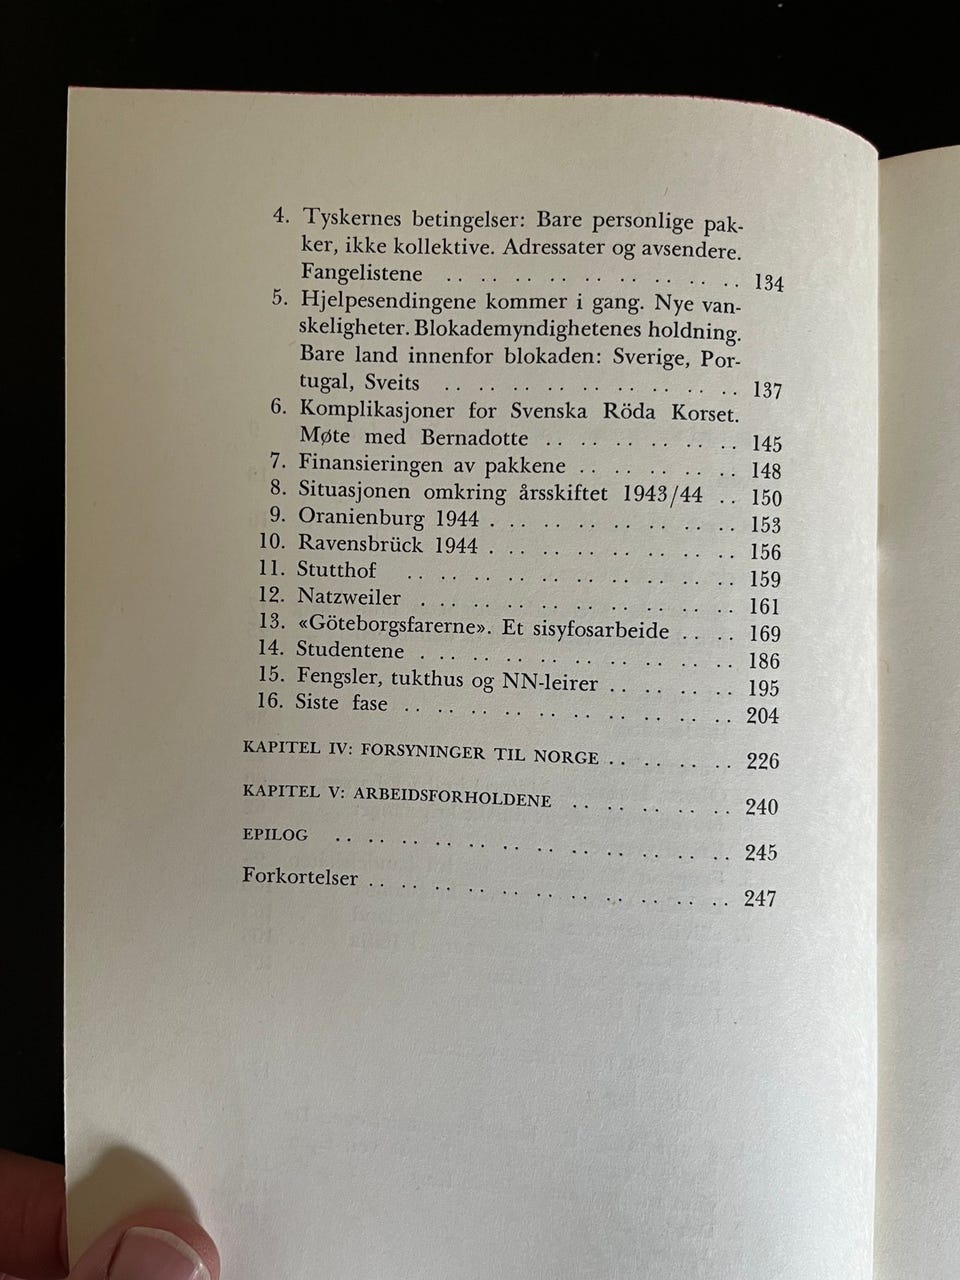 4. Tyskernes betingelser: Bare personlige pak-
ker, ikke kollektive. Adressater og avsendere.
Fangelistene .. .. .. .. .. .. .. .. .. 134
5. Hjelpesendingene kommer i gang. Nye van-
skeligheter. Blokademyndighetenes holdning.
Bare land innenfor blokaden: Sverige, Por-
tugal, Sveits .. .. .. .. .. .. .. .. .. 137
6. Komplikasjoner for Svenska Röda Korset.
Møte med Bernadotte .. .. .. .. .. .. 145
7. Finansieringen av pakkene .. .. .. .. .. 148
8. Situasjonen omkring årsskiftet 1943/44 .. 150
9. Oranienburg 1944 . .. .. .. .. .. .. .. 153
10. Ravensbrück 1944 . .. .. .. .. .. .. .. 156
11. Stutthof .. .. .. .. .. .. .. .. .. .. 159
12. Natzweiler . .. .. .. .. .. .. .. .. .. 161
13. «Göteborgsfarerne». Et sisyfosarbeide .. .. 169
14. Studentene . .. .. .. .. .. .. .. .. .. 186
15. Fengsler, tukthus og NN-leirer .. .. .. .. 195
16. Siste fase .. .. .. .. .. .. .. .. .. .. 204
KAPITEL IV: FORSYNINGER TIL NORGE .. .. .. .. 226
KAPITEL V: ARBEIDSFORHOLDENE .. .. .. .. .. 240
EPILOG .. .. .. .. .. .. .. .. .. .. .. .. 245
Forkortelser .. .. .. .. .. .. .. .. .. .. .. 247